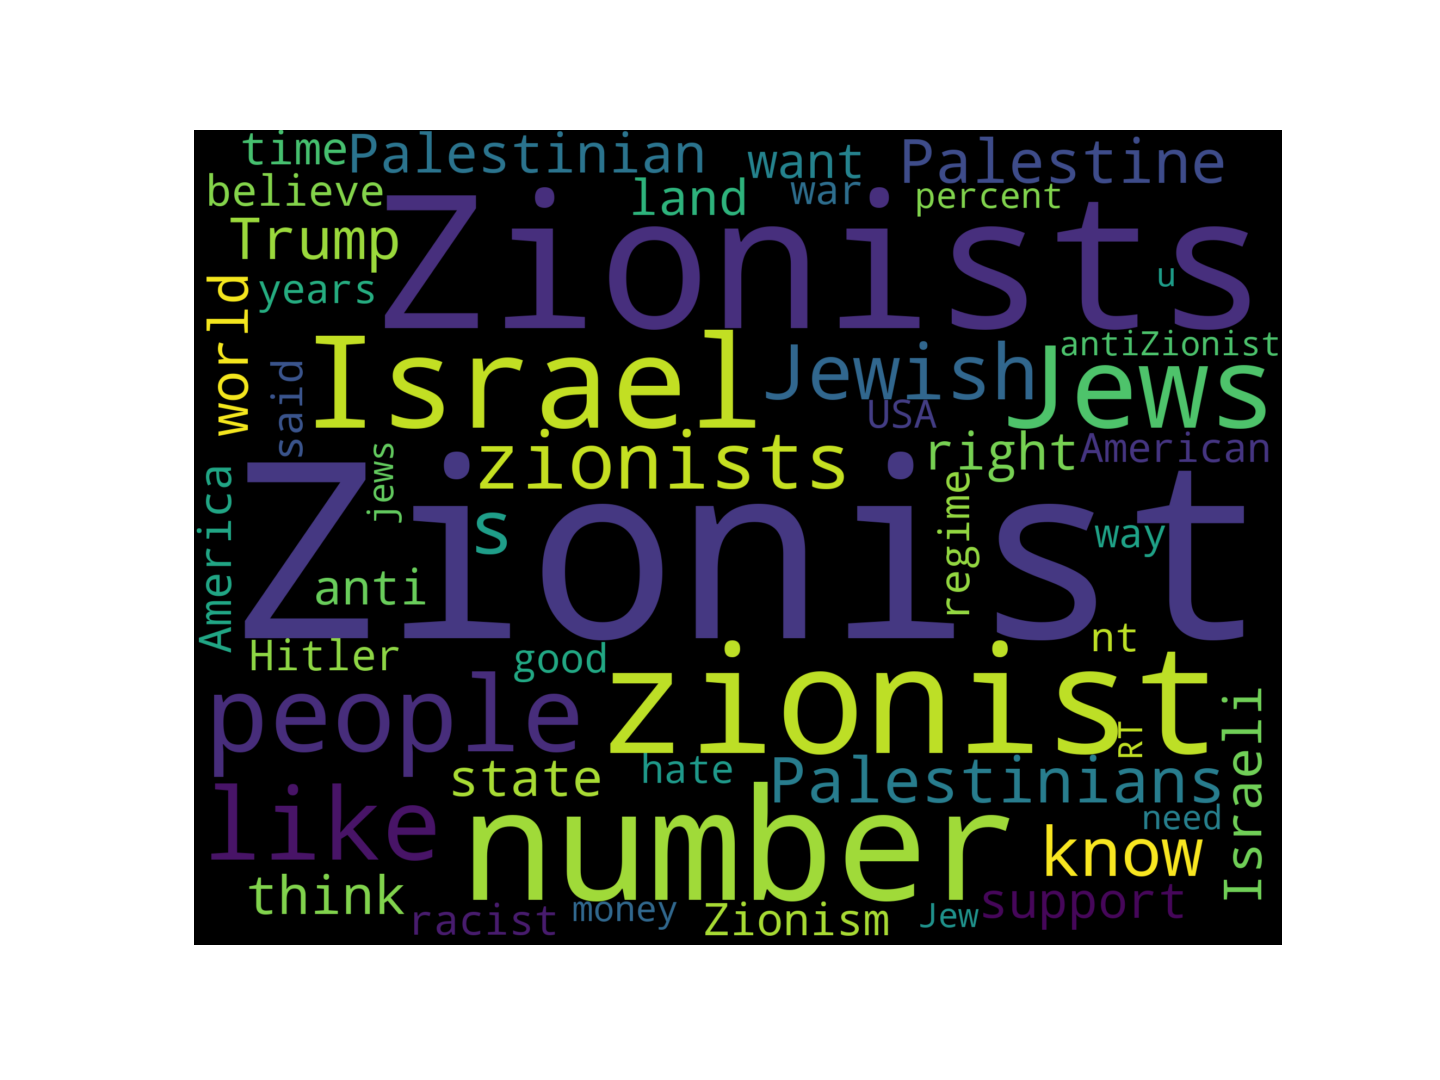 time Palestinian want Palestine
believe land war percent
Trump Zionists
world years u
Israel Jewish antiZionist
said USA Jews
zionists right American
America jews Zionist regime way
s
anti
Hitler good nt
people zionist RT Israeli
state hate Palestinians
like number need
know
think support
racist money Zionism Jew